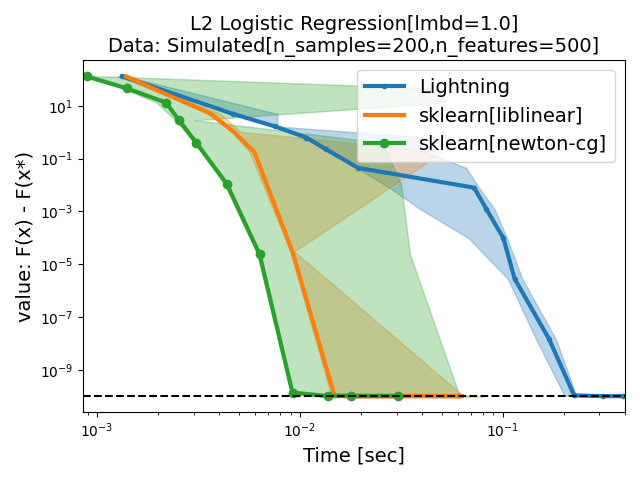 L2 Logistic Regression[lmbd=1.0]
Data: Simulated[n_samples=200,n_features=500]
value: F(x) - F(x*)
10¹
10⁻¹
10⁻³
10⁻⁵
10⁻⁷
10⁻⁹
Lightning
sklearn[liblinear]
sklearn[newton-cg]
10⁻³
10⁻²
10⁻¹
Time [sec]